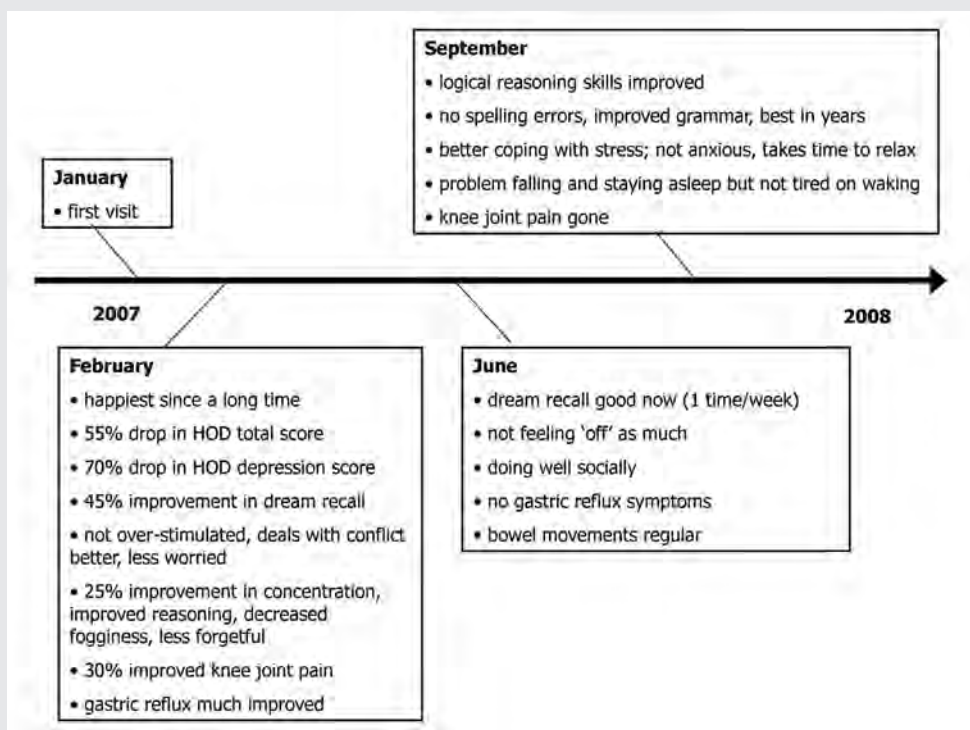 January
• first visit
September
• logical reasoning skills improved
• no spelling errors, improved grammar, best in years
• better coping with stress; not anxious, takes time to relax
• problem falling and staying asleep but not tired on waking
• knee joint pain gone
2007
2008
February
• happiest since a long time
• 55% drop in HOD total score
• 70% drop in HOD depression score
• 45% improvement in dream recall
• not over-stimulated, deals with conflict
better, less worried
• 25% improvement in concentration,
improved reasoning, decreased
fogginess, less forgetful
• 30% improved knee joint pain
• gastric reflux much improved
June
• dream recall good now (1 time/week)
• not feeling ‘off’ as much
• doing well socially
• no gastric reflux symptoms
• bowel movements regular